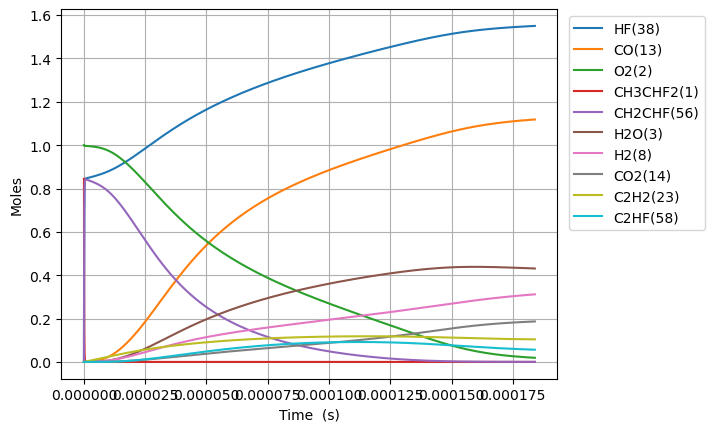 1.6
1.4
1.2
1.0
0.8
0.6
0.4
0.2
0.0
Moles
0.000000 0.000025 0.000050 0.000075 0.000100 0.000125 0.000150 0.000175
Time (s)
HF(38)
CO(13)
O2(2)
CH3CHF2(1)
CH2CHF(56)
H2O(3)
H2(8)
CO2(14)
C2H2(23)
C2HF(58)